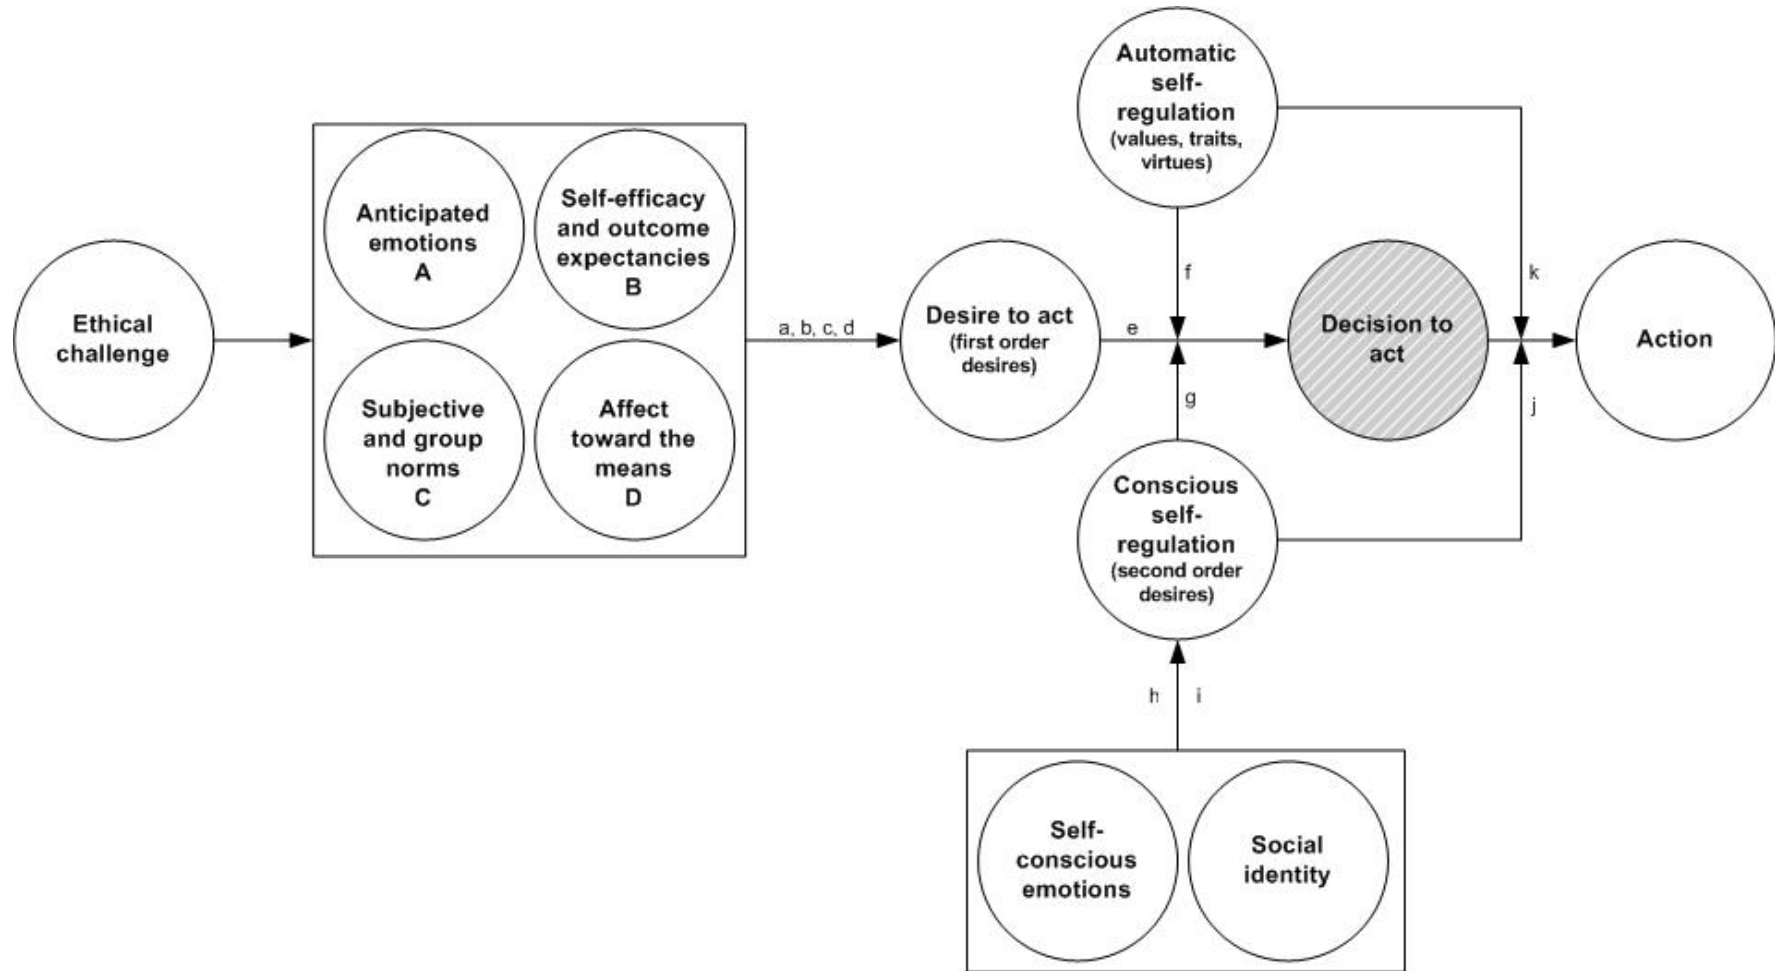 Ethical
challenge
Anticipated
emotions
A
Self-efficacy
and outcome
expectancies
B
Subjective
and group
norms
C
Affect
toward the
means
D
a, b, c, d
Desire to act
(first order
desires)
e
Automatic
self-
regulation
(values, traits,
virtues)
f
g
Conscious
self-
regulation
(second order
desires)
h
i
Self-
conscious
emotions
Social
identity
Decision to
act
k
j
Action